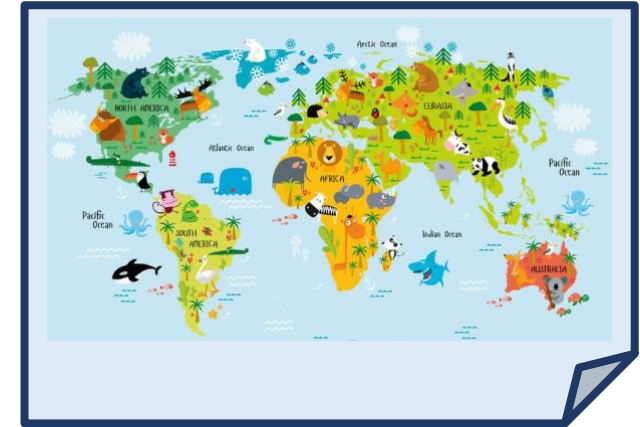 Arctic Ocean
NORTH AMERICA
EURASIA
Atlantic Ocean
Pacific
Ocean
AFRICA
Pacific
Ocean
SOUTH
AMERICA
Indian Ocean
AUSTRALIA